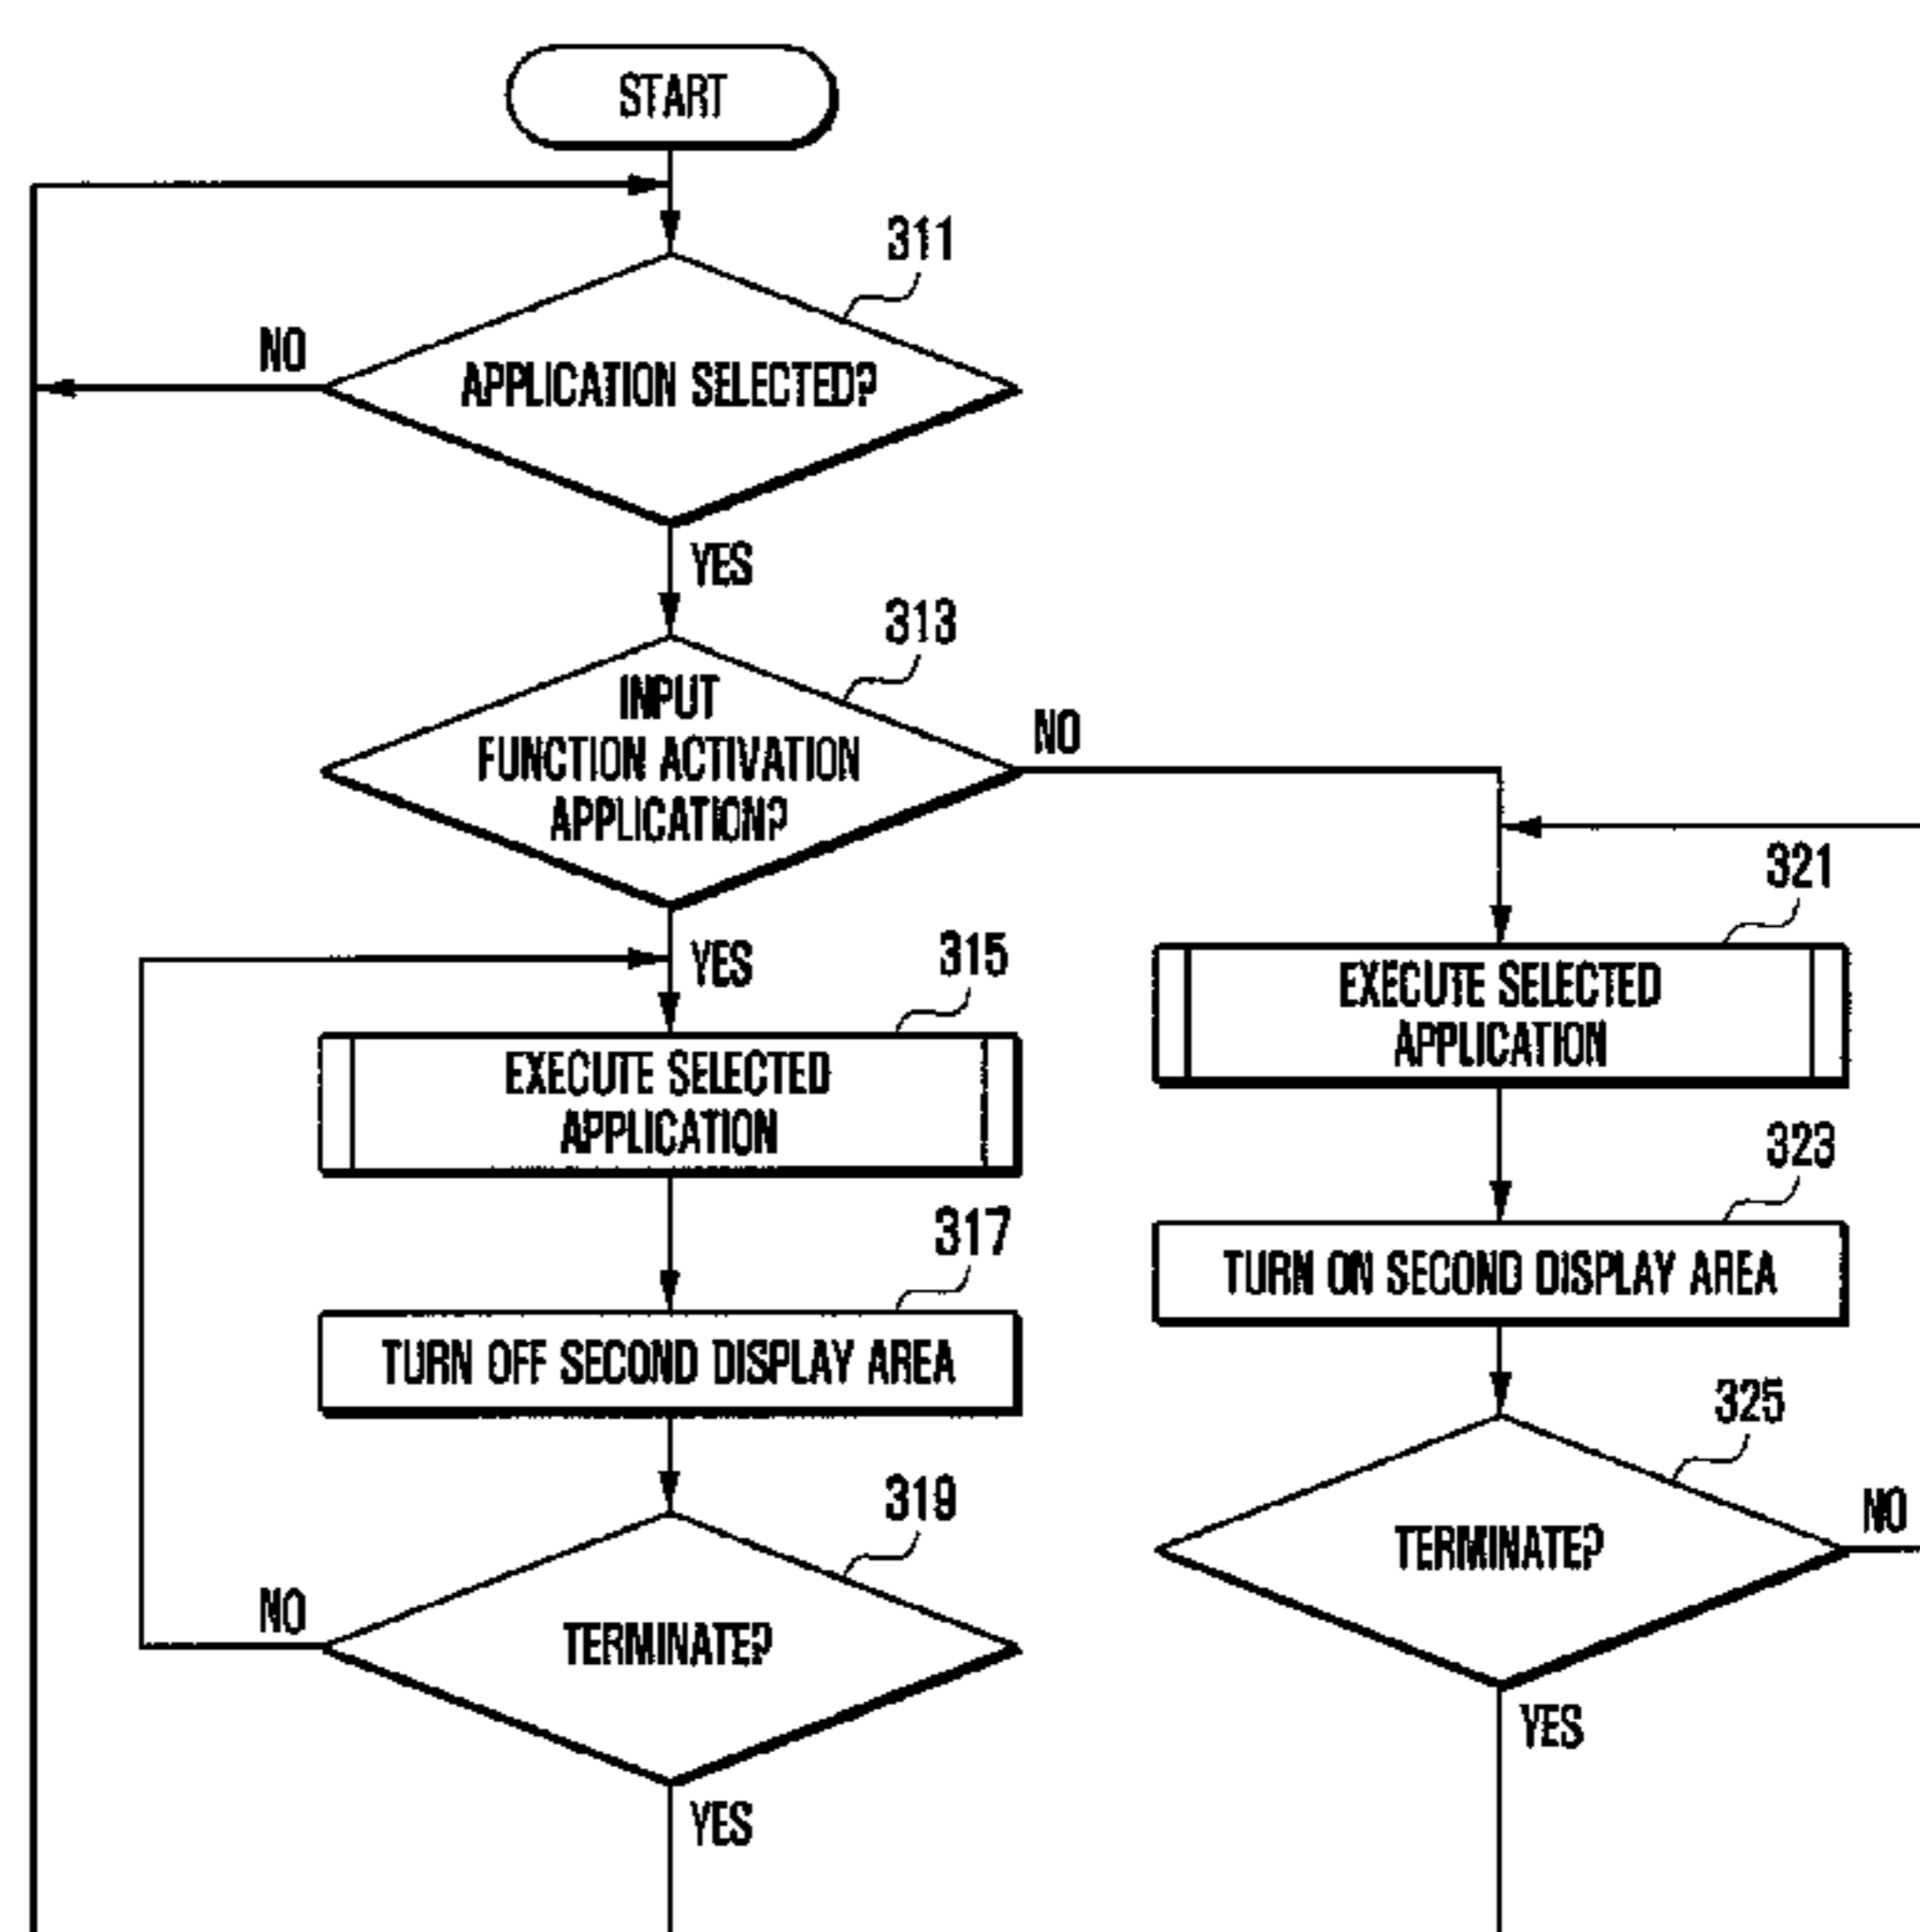 START
311
NO
APPLICATION SELECTED?
YES
313
INPUT
FUNCTION ACTIVATION
APPLICATION?
NO
YES
315
EXECUTE SELECTED
APPLICATION
317
TURN OFF SECOND DISPLAY AREA
319
NO
TERMINATE?
YES
321
EXECUTE SELECTED
APPLICATION
323
TURN ON SECOND DISPLAY AREA
325
TERMINATE?
NO
YES